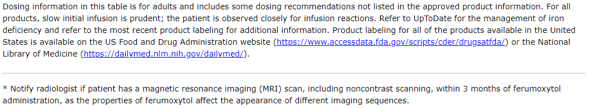 Dosing information in this table is for adults and includes some dosing recommendations not listed in the approved product information. For all
products, slow initial infusion is prudent; the patient is observed closely for infusion reactions. Refer to UpToDate for the management of iron
deficiency and refer to the most recent product labeling for additional information. Product labeling for all of the products available in the United
States is available on the US Food and Drug Administration website (https://www.accessdata.fda.gov/scripts/cder/drugsatfda/) or the National
Library of Medicine (https://dailymed.nlm.nih.gov/dailymed/).
* Notify radiologist if patient has a magnetic resonance imaging (MRI) scan, including noncontrast scanning, within 3 months of ferumoxytol
administration, as the properties of ferumoxytol affect the appearance of different imaging sequences.